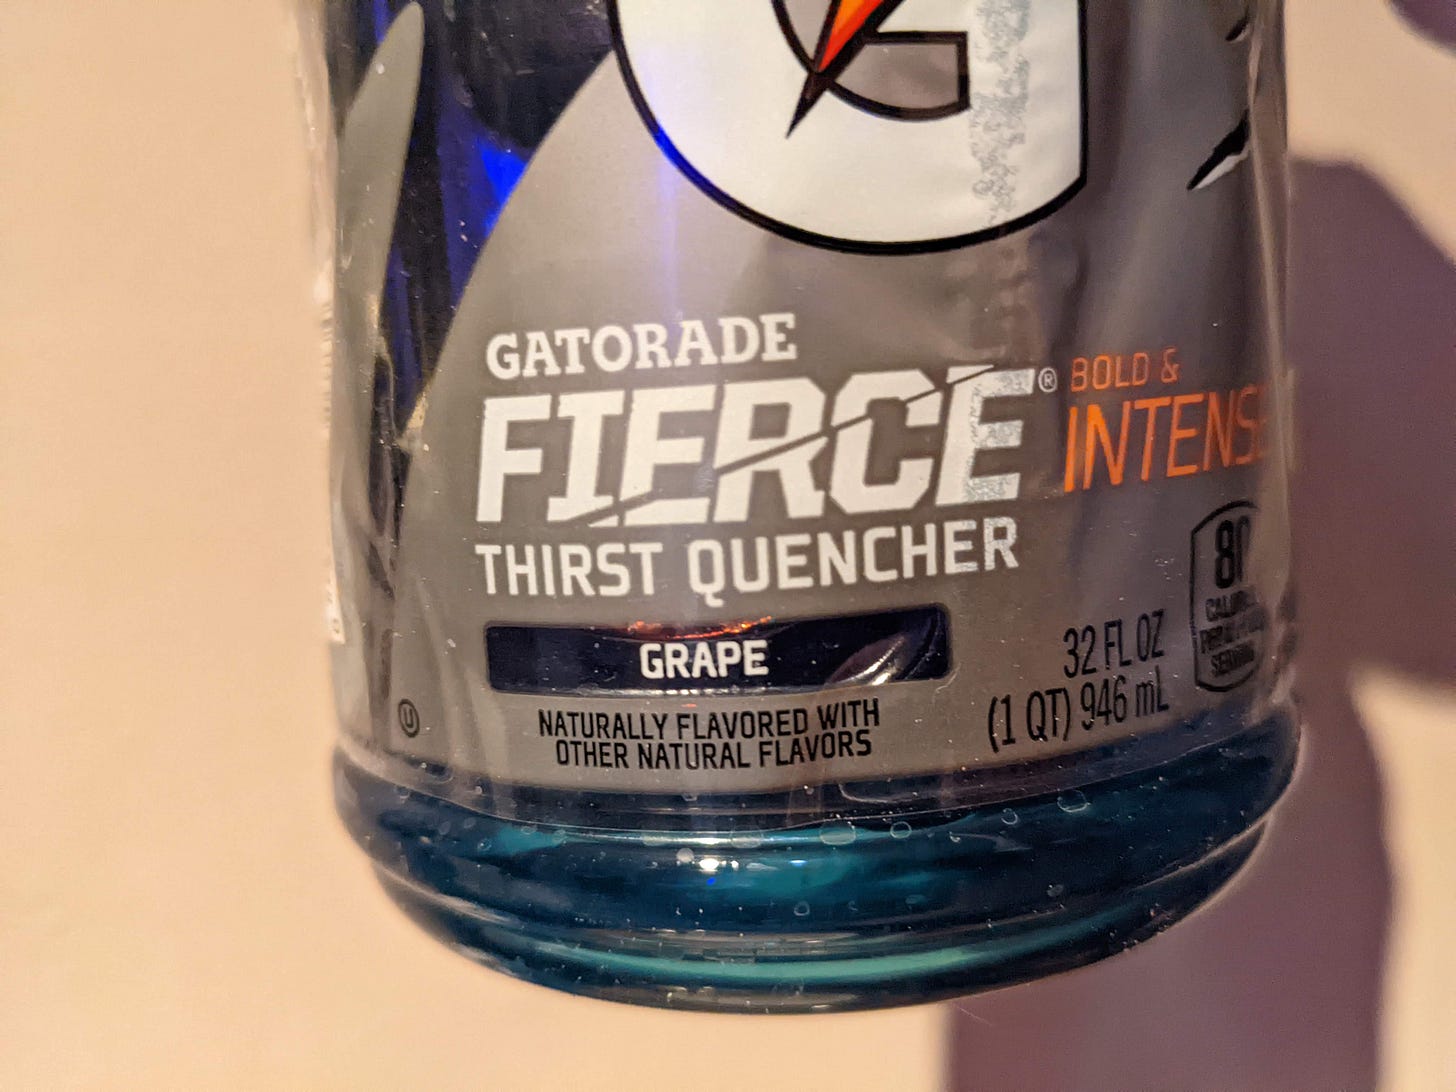 G
GATORADE
FIERCE®
BOLD &
INTENSE
THIRST QUENCHER
GRAPE
NATURALLY FLAVORED WITH
OTHER NATURAL FLAVORS
U
32 FL OZ
(1 QT) 946 mL
80